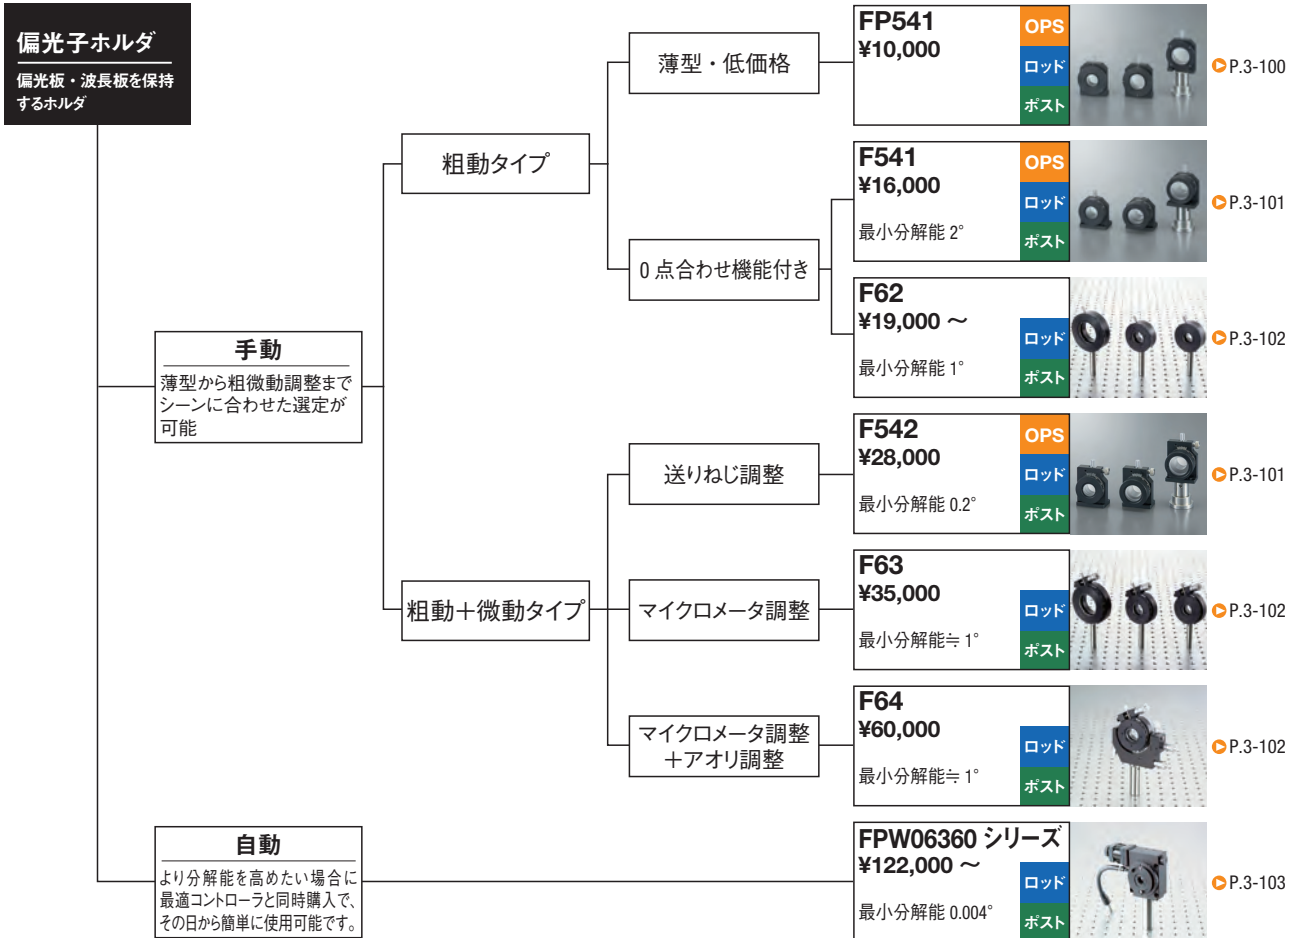 偏光子ホルダ
偏光板・波長板を保持
するホルダ
手動
薄型から粗微動調整まで
シーンに合わせた選定が
可能
粗動タイプ
薄型・低価格
FP541
¥10,000
OPS
ロッド
ポスト
P.3-100
0 点合わせ機能付き
F541
¥16,000
最小分解能 2°
OPS
ロッド
ポスト
P.3-101
F62
¥19,000 ～
最小分解能 1°
ロッド
ポスト
P.3-102
粗動＋微動タイプ
送りねじ調整
F542
¥28,000
最小分解能 0.2°
OPS
ロッド
ポスト
P.3-101
マイクロメータ調整
F63
¥35,000
最小分解能≒ 1°
ロッド
ポスト
P.3-102
マイクロメータ調整
＋アオリ調整
F64
¥60,000
最小分解能≒ 1°
ロッド
ポスト
P.3-102
自動
より分解能を高めたい場合に
最適コントローラと同時購入で、
その日から簡単に使用可能です。
FPW06360 シリーズ
¥122,000 ～
最小分解能 0.004°
ロッド
ポスト
P.3-103